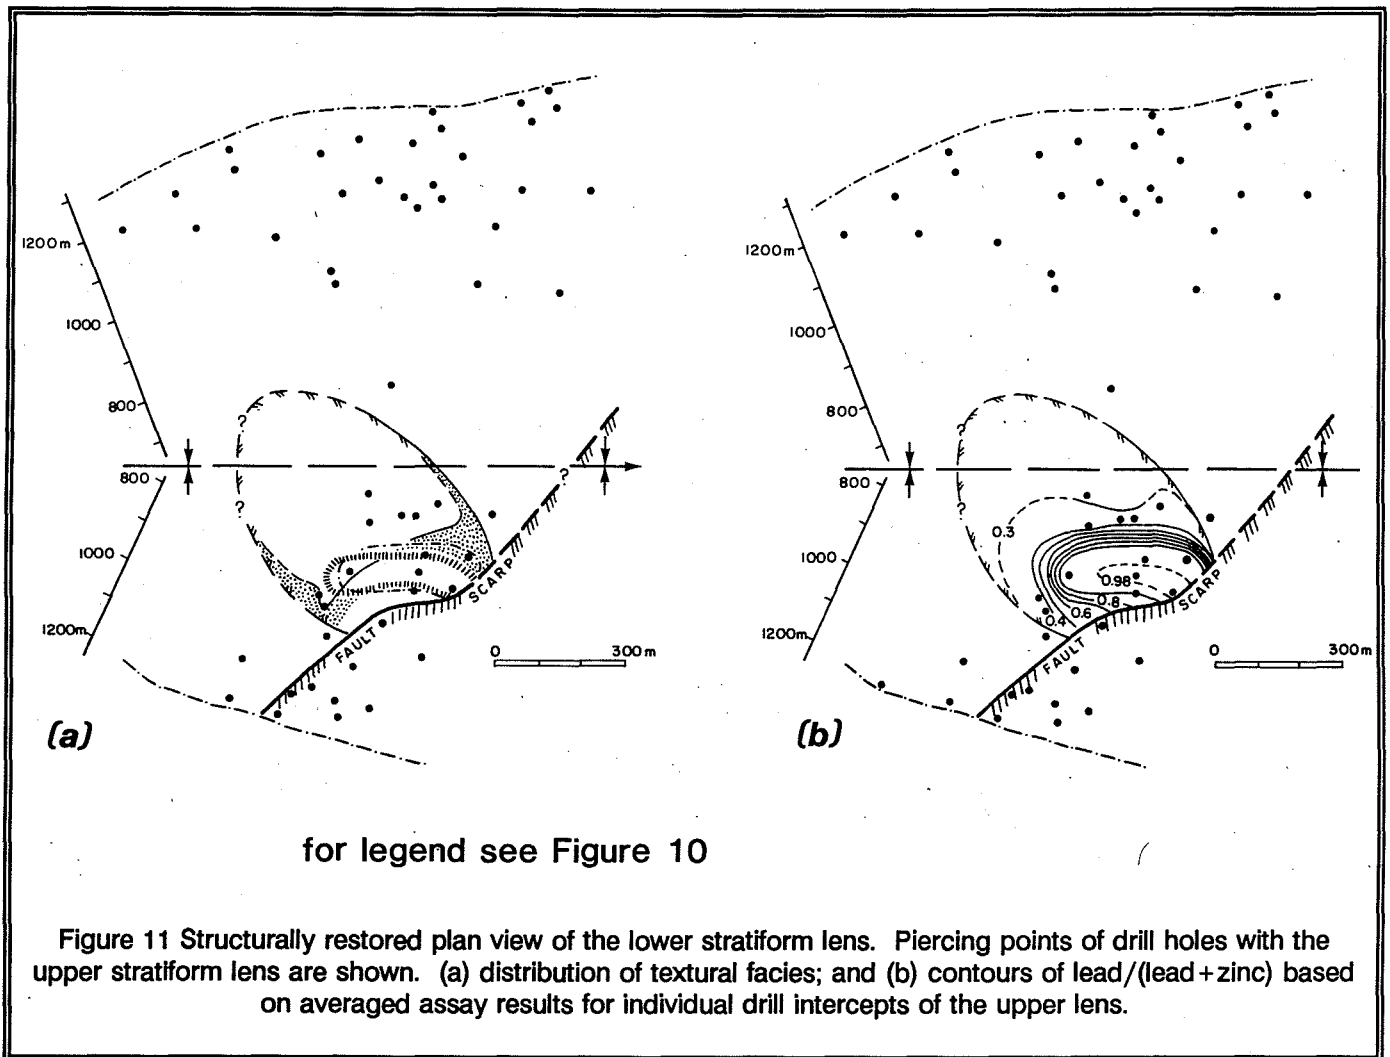 1200m
1000
800
800
1000
1200m
?
?
?
FAULT
SCARP
0 300m
(a)
1200m
1000
800
800
1000
1200m
?
?
0.3
0.98
0.8
0.6
0.4
FAULT
SCARP
0 300m
(b)
for legend see Figure 10
Figure 11 Structurally restored plan view of the lower stratiform lens. Piercing points of drill holes with the
upper stratiform lens are shown. (a) distribution of textural facies; and (b) contours of lead/(lead+zinc) based
on averaged assay results for individual drill intercepts of the upper lens.